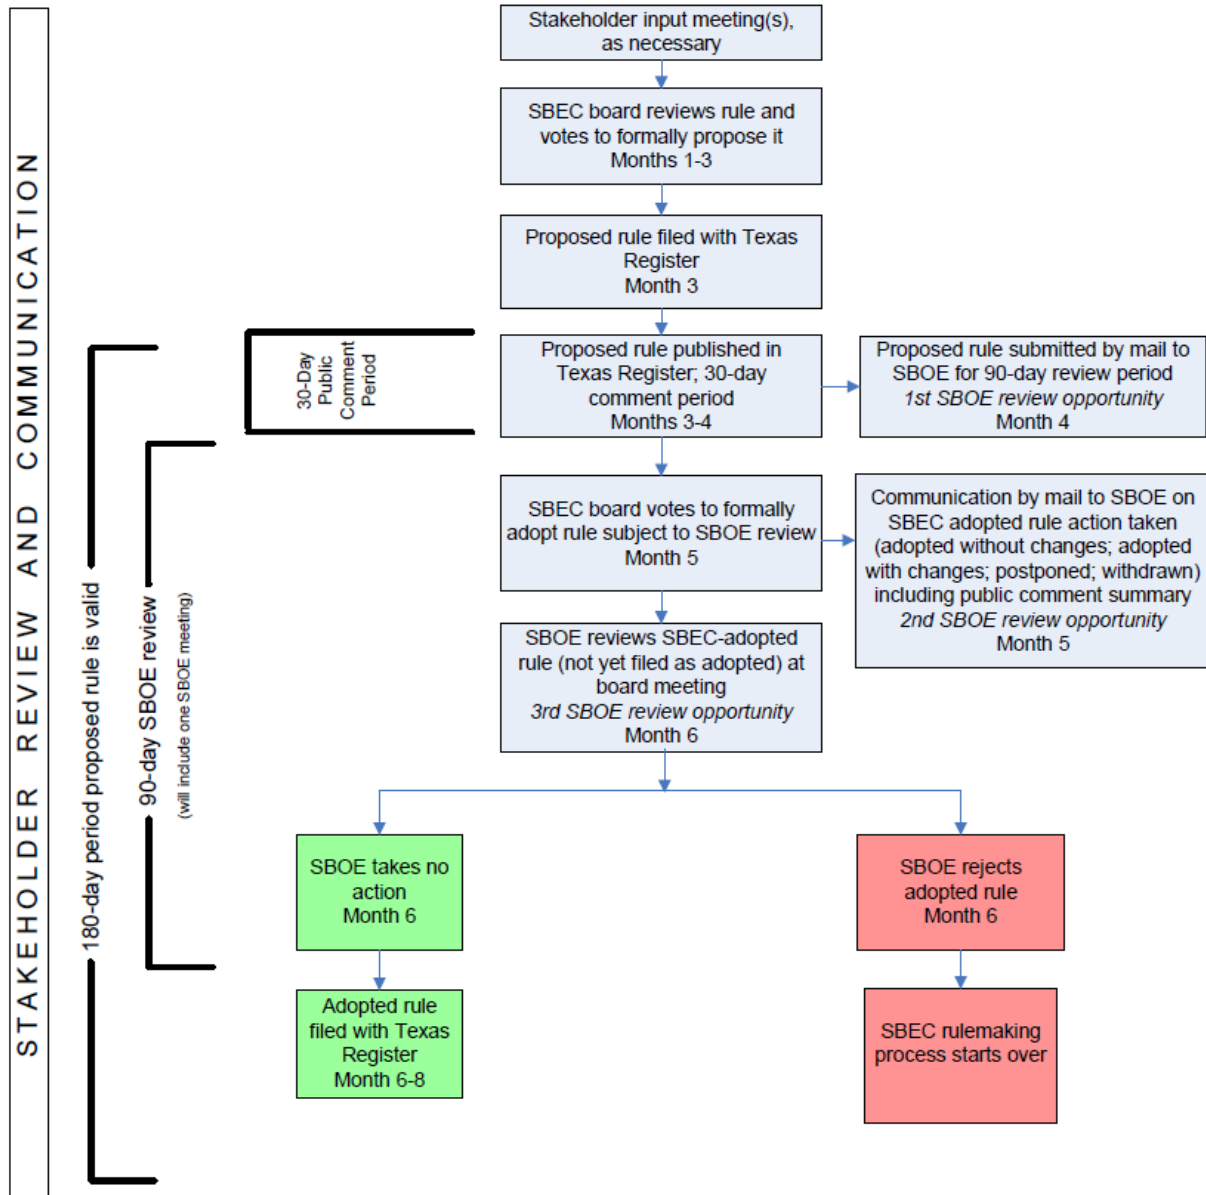 STAKEHOLDER REVIEW AND COMMUNICATION
Stakeholder input meeting(s),
as necessary
SBEC board reviews rule and
votes to formally propose it
Months 1-3
Proposed rule filed with Texas
Register
Month 3
180-day period proposed rule is valid
90-day SBOE review
(will include one SBOE meeting)
30-Day
Public
Comment
Period
Proposed rule published in
Texas Register; 30-day
comment period
Months 3-4
Proposed rule submitted by mail to
SBOE for 90-day review period
1st SBOE review opportunity
Month 4
SBEC board votes to formally
adopt rule subject to SBOE review
Month 5
Communication by mail to SBOE on
SBEC adopted rule action taken
(adopted without changes; adopted
with changes; postponed; withdrawn)
including public comment summary
2nd SBOE review opportunity
Month 5
SBOE reviews SBEC-adopted
rule (not yet filed as adopted) at
board meeting
3rd SBOE review opportunity
Month 6
SBOE takes no
action
Month 6
SBOE rejects
adopted rule
Month 6
Adopted rule
filed with Texas
Register
Month 6-8
SBEC rulemaking
process starts over